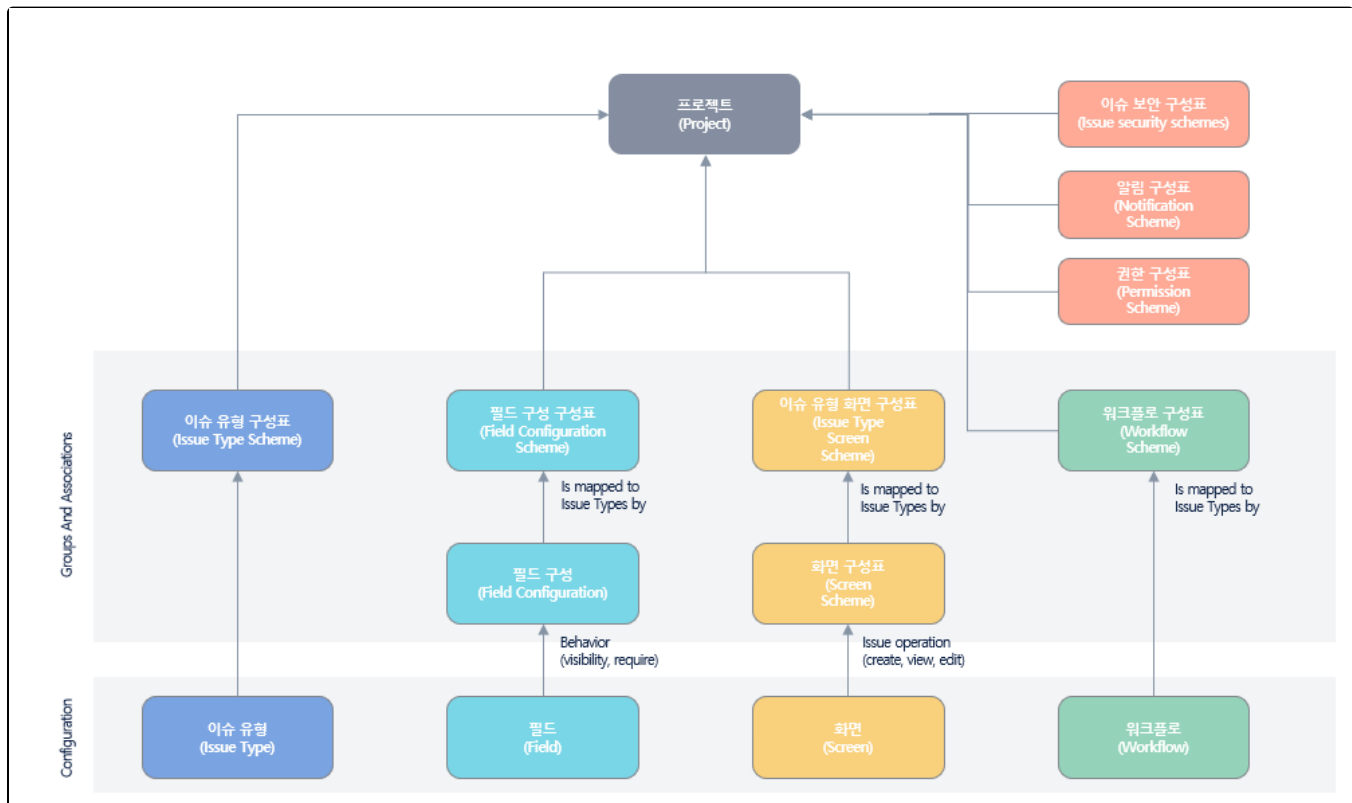 프로젝트
(Project)
이슈 보안 구성표
(Issue security schemes)
알림 구성표
(Notification
Scheme)
권한 구성표
(Permission
Scheme)
Groups And Associations
이슈 유형 구성표
(Issue Type Scheme)
필드 구성 구성표
(Field Configuration
Scheme)
이슈 유형 화면 구성표
(Issue Type
Screen
Scheme)
워크플로 구성표
(Workflow
Scheme)
Is mapped to
Issue Types by
Is mapped to
Issue Types by
Is mapped to
Issue Types by
필드 구성
(Field Configuration)
화면 구성표
(Screen
Scheme)
Behavior
(visibility, require)
Issue operation
(create, view, edit)
Configuration
이슈 유형
(Issue Type)
필드
(Field)
화면
(Screen)
워크플로
(Workflow)